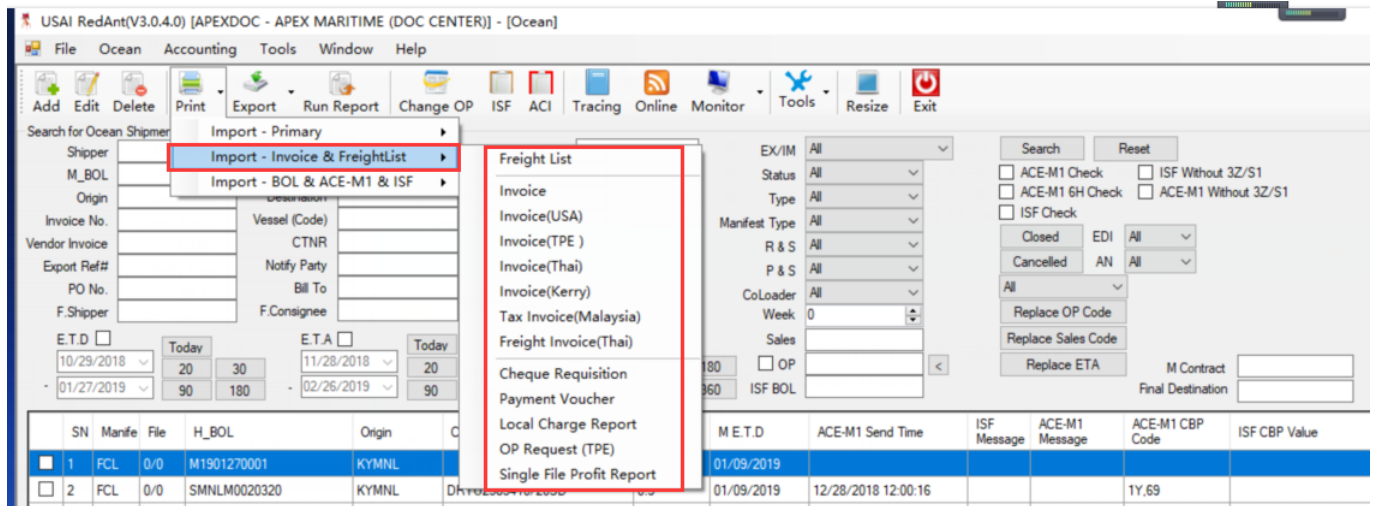 USAI RedAnt(V3.0.4.0) [APEXDOC - APEX MARITIME (DOC CENTER)] - [Ocean]
File Ocean Accounting Tools Window Help
Add Edit Delete Print Export Run Report Change OP ISF ACI Tracing Online Monitor Tools Resize Exit
Search for Ocean
Import - Primary
Import - Invoice & FreightList
Import - BOL & ACE-M1 & ISF
Freight List
Invoice
Invoice(USA)
Invoice(TPE )
Invoice(Thai)
Invoice(Kerry)
Tax Invoice(Malaysia)
Freight Invoice(Thai)
Cheque Requisition
Payment Voucher
Local Charge Report
OP Request (TPE)
Single File Profit Report
Shipper
M_BOL
Origin
Invoice No.
Vendor Invoice
Export Ref#
PO No.
F.Shipper
Destination
Vessel (Code)
CTNR
Notify Party
Bill To
F.Consignee
E.T.D Today
10/29/2018 20 30
- 01/27/2019 90 180
E.T.A Today
11/28/2018 20
- 02/26/2019 90
EX/IM All
Status All
Type All
Manifest Type All
R & S All
P & S All
CoLoader All
Week 0
Sales
180 OP <
360 ISF BOL
Search Reset
ACE-M1 Check ISF Without 3Z/S1
ACE-M1 6H Check ACE-M1 Without 3Z/S1
ISF Check
Closed EDI All
Cancelled AN All
All
Replace OP Code
Replace Sales Code
Replace ETA M Contract
Final Destination
SN Manife File H_BOL Origin M E.T.D ACE-M1 Send Time ISF Message ACE-M1 Message ACE-M1 CBP Code ISF CBP Value
1 FCL 0/0 M1901270001 KYMNL 01/09/2019
2 FCL 0/0 SMNLM0020320 KYMNL 01/09/2019 12/28/2018 12:00:16 1Y,69